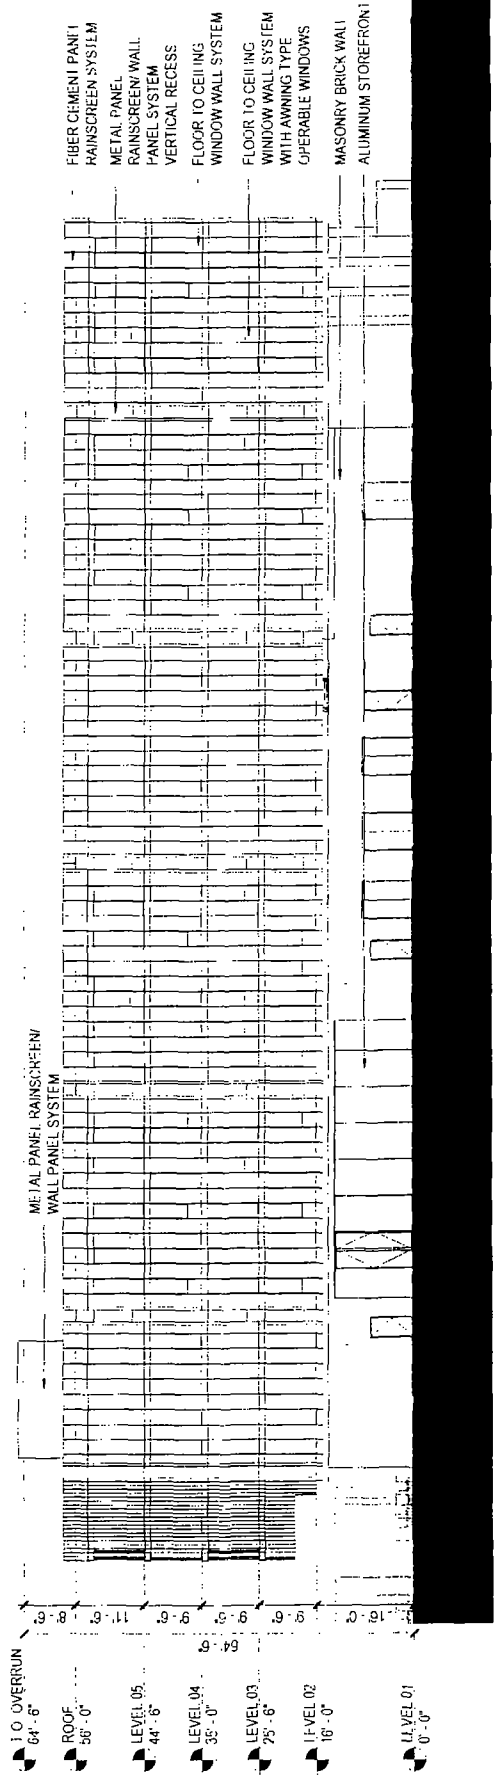 FIBER CEMENT PANEL
RAINSCREEN SYSTEM
METAL PANEL
RAINSCREEN/ WALL
PANEL SYSTEM
VERTICAL RECESS
FLOOR TO CEILING
WINDOW WALL SYSTEM
FLOOR TO CEILING
WINDOW WALL SYSTEM
WITH AWNING TYPE
OPERABLE WINDOWS
MASONRY BRICK WALL
ALUMINUM STOREFRONT
METAL PANEL RAINSCREEN/
WALL PANEL SYSTEM
8'-6"
11'-6"
9'-6"
9'-6"
9'-6"
16'-0"
64'-6"
T.O OVERRUN
64' - 6"
ROOF
56' - 0"
LEVEL 05
44' - 6"
LEVEL 04
35' - 0"
LEVEL 03
25' - 6"
LEVEL 02
16' - 0"
LEVEL 01
0' - 0"